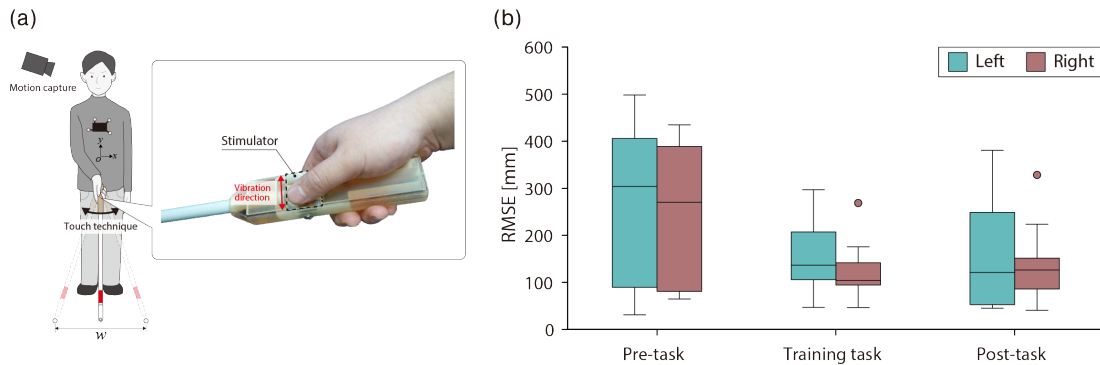 (a)
Motion capture
y
o
x
Touch technique
w
Stimulator
Vibration
direction
(b)
RMSE [mm]
600
500
400
300
200
100
0
Left
Right
Pre-task
Training task
Post-task